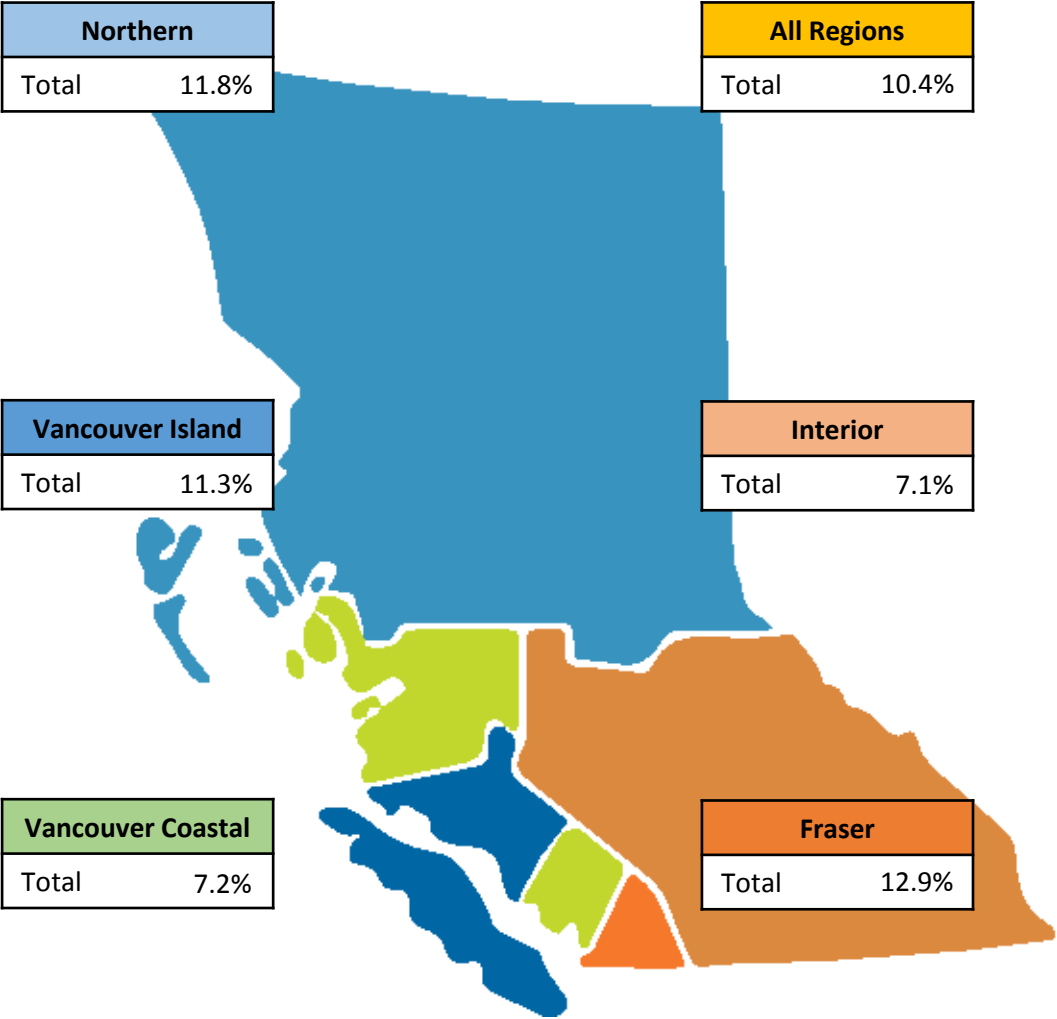 Northern
Total 11.8%
All Regions
Total 10.4%
Vancouver Island
Total 11.3%
Interior
Total 7.1%
Vancouver Coastal
Total 7.2%
Fraser
Total 12.9%